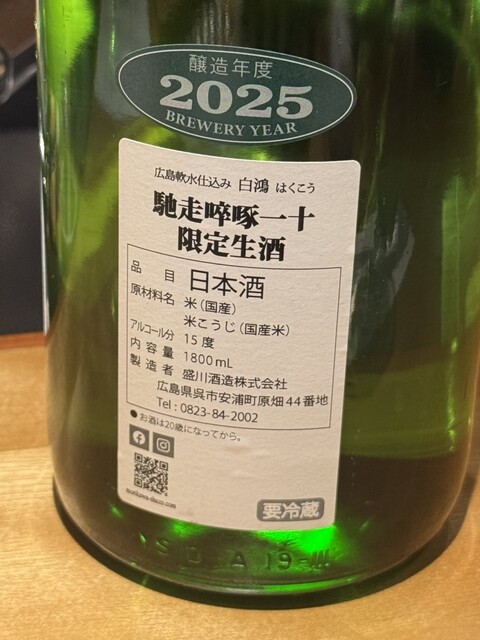 醸造年度
2025
BREWERY YEAR
広島軟水仕込み 白鴻 はくこう
馳走啐啄一十
限定生酒
品目 日本酒
原材料名 米(国産)
米こうじ(国産米)
アルコール分 15度
内容量 1800mL
製造者 盛川酒造株式会社
広島県呉市安浦町原畑44番地
Tel : 0823-84-2002
●お酒は20歳になってから。
要冷蔵